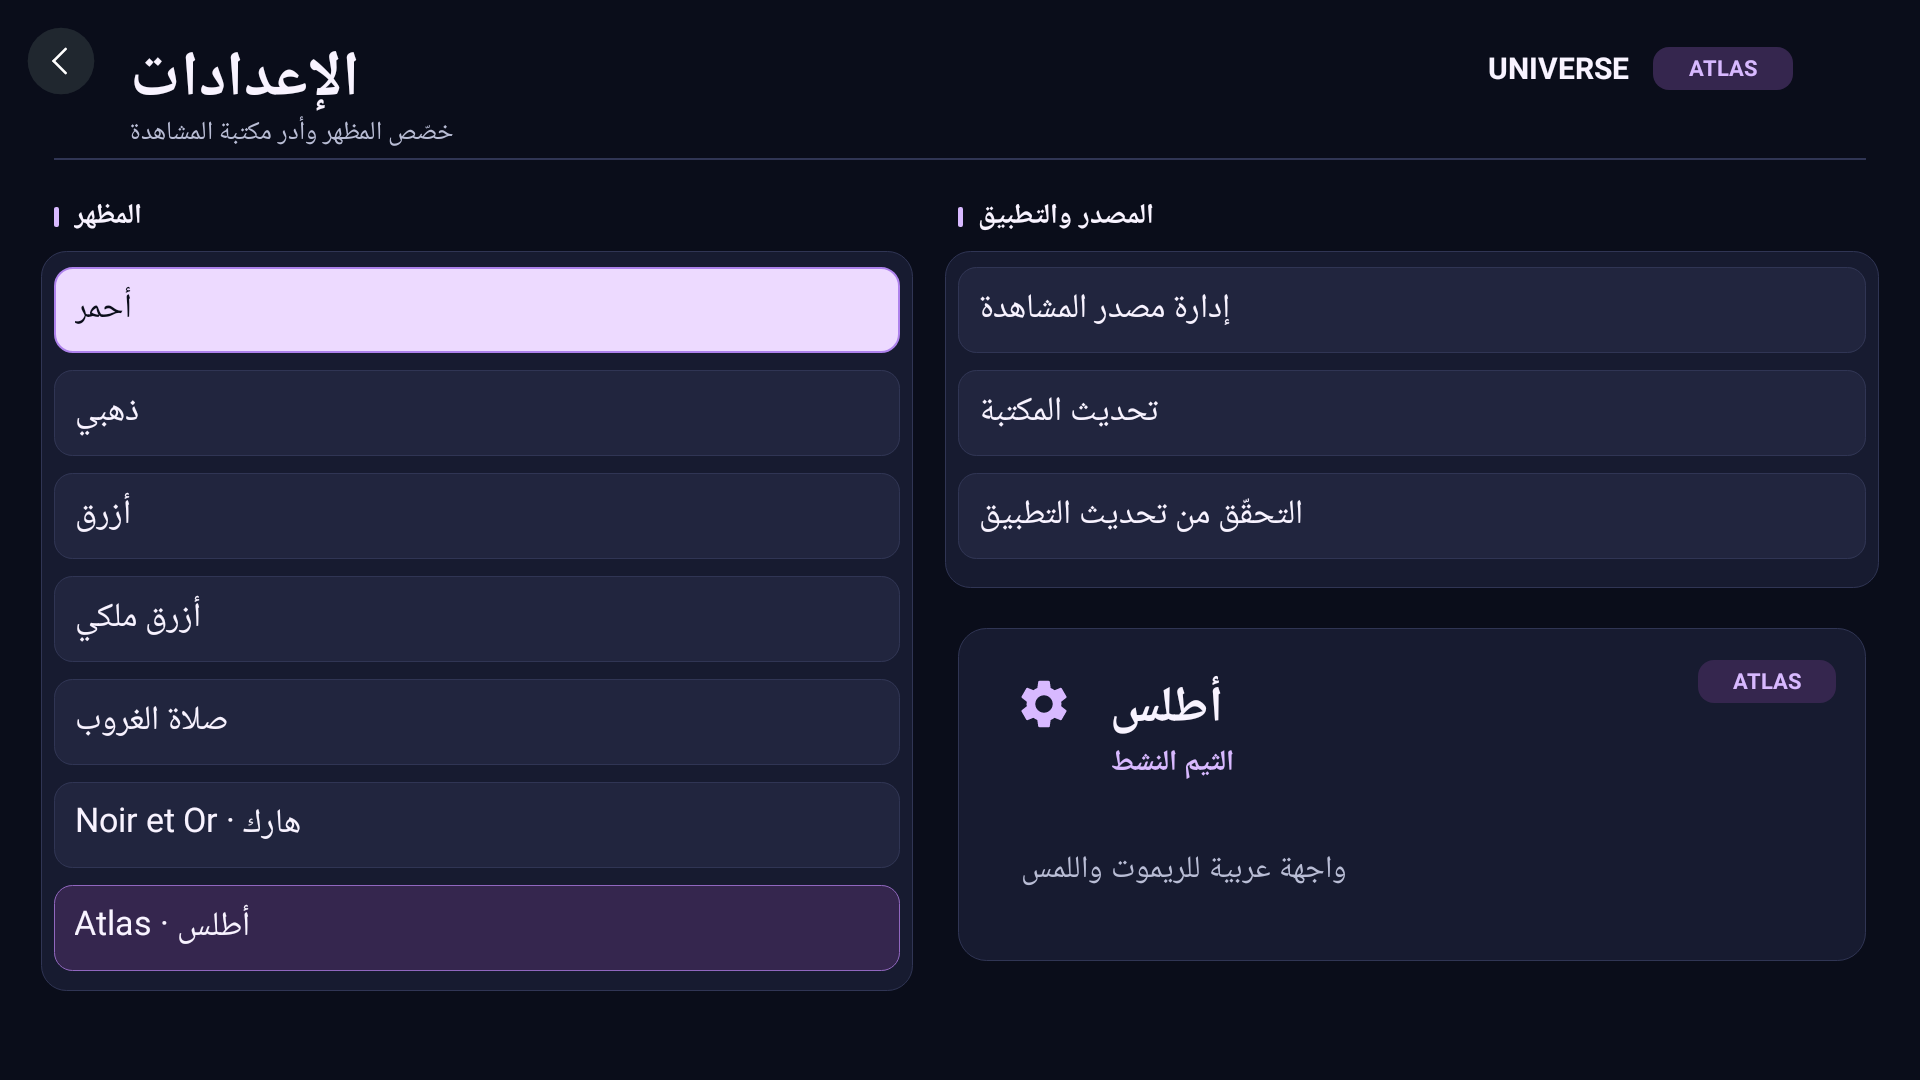 الإعدادات
خصّص المظهر وأدر مكتبة المشاهدة
UNIVERSE
ATLAS
المظهر
أحمر
ذهبي
أزرق
أزرق ملكي
صلاة الغروب
Noir et Or · هارك
Atlas · أطلس
المصدر والتطبيق
إدارة مصدر المشاهدة
تحديث المكتبة
التحقّق من تحديث التطبيق
ATLAS
أطلس
الثيم النشط
واجهة عربية للريموت واللمس